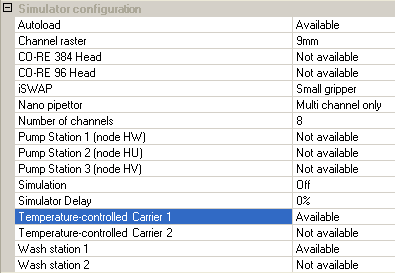 Simulator configuration
Autoload Available
Channel raster 9mm
CO-RE 384 Head Not available
CO-RE 96 Head Not available
iSWAP Small gripper
Nano pipettor Multi channel only
Number of channels 8
Pump Station 1 (node HW) Not available
Pump Station 2 (node HU) Not available
Pump Station 3 (node HV) Not available
Simulation Off
Simulator Delay 0%
Temperature-controlled Carrier 1 Available
Temperature-controlled Carrier 2 Not available
Wash station 1 Available
Wash station 2 Not available